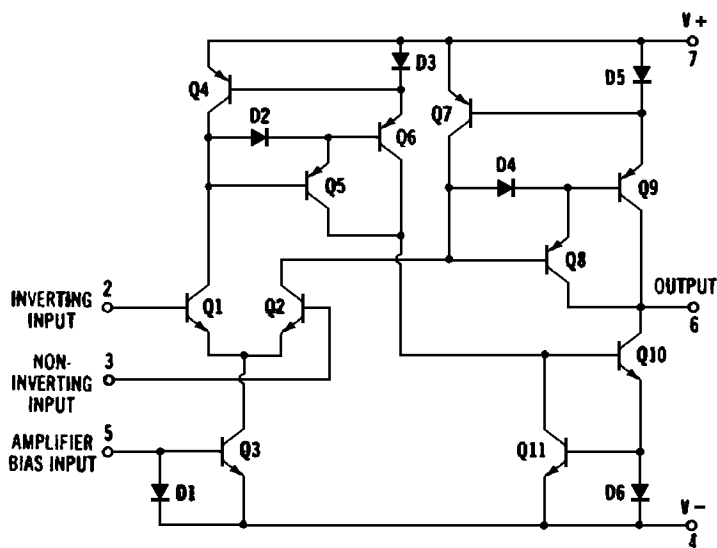 V+
7
Q4
D3
D5
Q7
D2
Q6
D4
Q5
Q9
Q8
OUTPUT
6
INVERTING
INPUT
2
Q1
Q2
NON-
INVERTING
INPUT
3
Q10
AMPLIFIER
BIAS INPUT
5
Q3
Q11
D1
D6
V-
4